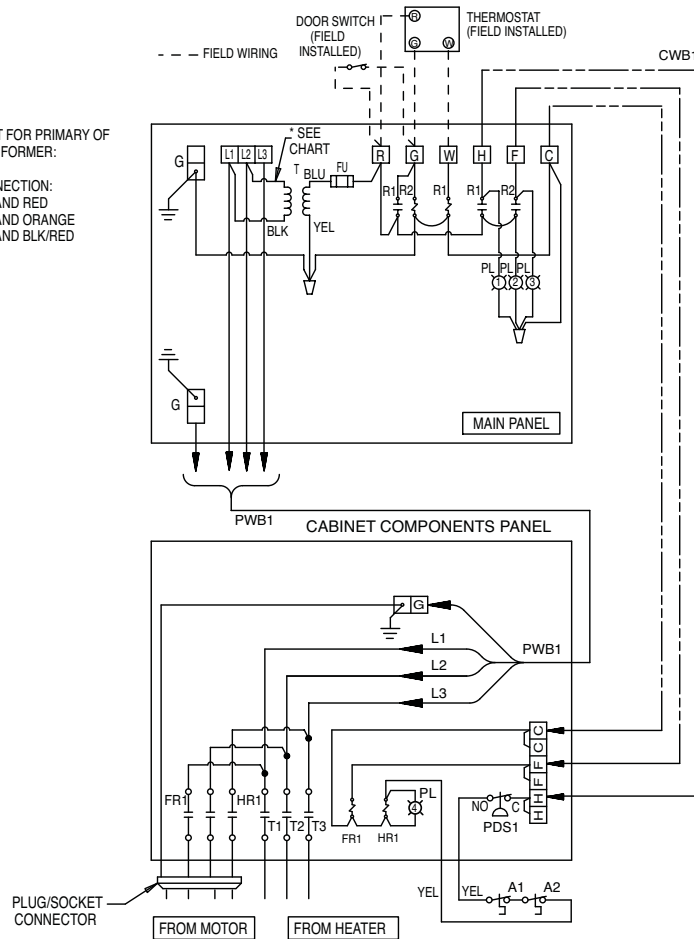 DOOR SWITCH
(FIELD
INSTALLED)
R
G
W
THERMOSTAT
(FIELD INSTALLED)
FIELD WIRING
CWB1
T FOR PRIMARY OF
FORMER:
NECTION:
AND RED
AND ORANGE
AND BLK/RED
G
L1
L2
L3
* SEE
CHART
T
BLU
FU
BLK
YEL
R
G
W
H
F
C
R1
R2
R1
R1
R2
PL
PL
PL
1
2
3
G
MAIN PANEL
PWB1
CABINET COMPONENTS PANEL
G
L1
L2
L3
PWB1
C
C
F
F
H
H
FR1
HR1
T1
T2
T3
FR1
HR1
PL
4
NO
C
PDS1
YEL
YEL
A1
A2
PLUG/SOCKET
CONNECTOR
FROM MOTOR
FROM HEATER